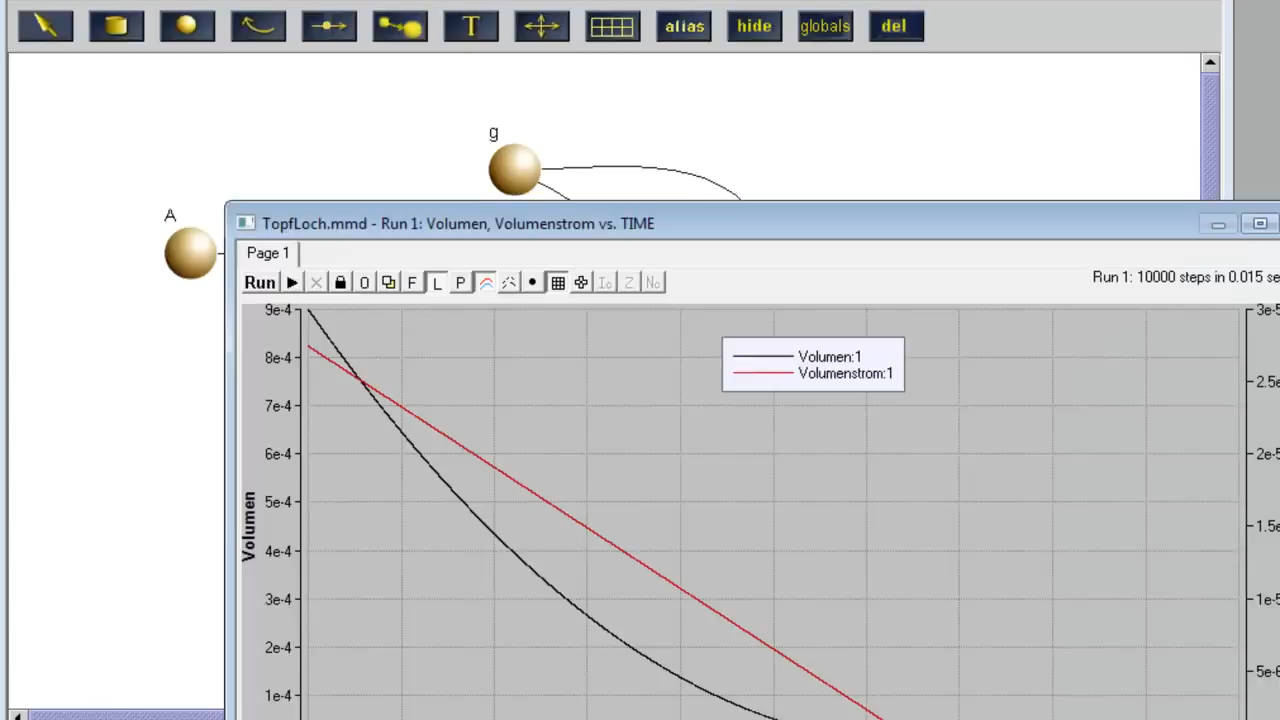 T alias hide globals del
g
A
TopfLoch.mmd - Run 1: Volumen, Volumenstrom vs. TIME
Page 1
Run 0 F L P Z
Run 1: 10000 steps in 0.015 se
9e-4
8e-4
7e-4
6e-4
5e-4
4e-4
3e-4
2e-4
1e-4
Volumen
Volumen:1
Volumenstrom:1
3e-5
2.5e
2e-5
1.5e
1e-5
5e-6